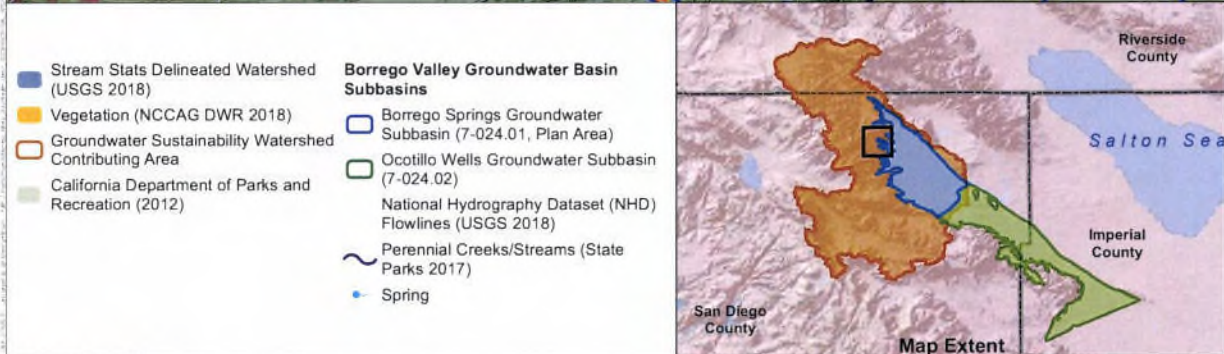 Stream Stats Delineated Watershed
(USGS 2018)
Vegetation (NCCAG DWR 2018)
Groundwater Sustainability Watershed
Contributing Area
California Department of Parks and
Recreation (2012)
Borrego Valley Groundwater Basin
Subbasins
Borrego Springs Groundwater
Subbasin (7-024.01, Plan Area)
Ocotillo Wells Groundwater Subbasin
(7-024.02)
National Hydrography Dataset (NHD)
Flowlines (USGS 2018)
Perennial Creeks/Streams (State
Parks 2017)
Spring
Riverside
County
Salton Sea
Imperial
County
San Diego
County
Map Extent